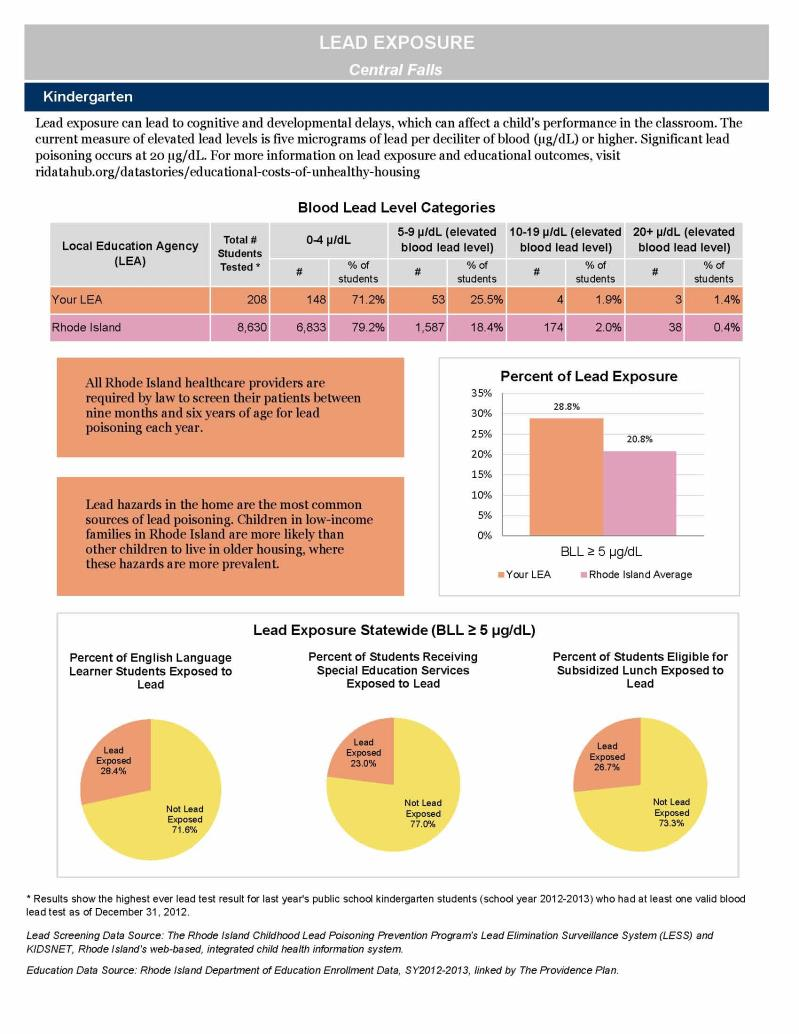 LEAD EXPOSURE
Central Falls
Kindergarten
Lead exposure can lead to cognitive and developmental delays, which can affect a child's performance in the classroom. The
current measure of elevated lead levels is five micrograms of lead per deciliter of blood (µg/dL) or higher. Significant lead
poisoning occurs at 20 µg/dL. For more information on lead exposure and educational outcomes, visit
ridatahub.org/datastories/educational-costs-of-unhealthy-housing
Blood Lead Level Categories
Local Education Agency
(LEA)
Total #
Students
Tested *
0-4 µ/dL
5-9 µ/dL (elevated
blood lead level)
10-19 µ/dL (elevated
blood lead level)
20+ µ/dL (elevated
blood lead level)
# % of students # % of students # % of students # % of students
Your LEA 208 148 71.2% 53 25.5% 4 1.9% 3 1.4%
Rhode Island 8,630 6,833 79.2% 1,587 18.4% 174 2.0% 38 0.4%
All Rhode Island healthcare providers are
required by law to screen their patients between
nine months and six years of age for lead
poisoning each year.
Lead hazards in the home are the most common
sources of lead poisoning. Children in low-income
families in Rhode Island are more likely than
other children to live in older housing, where
these hazards are more prevalent.
Percent of Lead Exposure
35%
30%
25%
20%
15%
10%
5%
0%
28.8%
20.8%
BLL ≥ 5 µg/dL
Your LEA Rhode Island Average
Lead Exposure Statewide (BLL ≥ 5 µg/dL)
Percent of English Language
Learner Students Exposed to
Lead
Lead
Exposed
28.4%
Not Lead
Exposed
71.6%
Percent of Students Receiving
Special Education Services
Exposed to Lead
Lead
Exposed
23.0%
Not Lead
Exposed
77.0%
Percent of Students Eligible for
Subsidized Lunch Exposed to
Lead
Lead
Exposed
26.7%
Not Lead
Exposed
73.3%
* Results show the highest ever lead test result for last year's public school kindergarten students (school year 2012-2013) who had at least one valid blood
lead test as of December 31, 2012.
Lead Screening Data Source: The Rhode Island Childhood Lead Poisoning Prevention Program's Lead Elimination Surveillance System (LESS) and
KIDSNET, Rhode Island's web-based, integrated child health information system.
Education Data Source: Rhode Island Department of Education Enrollment Data, SY2012-2013, linked by The Providence Plan.